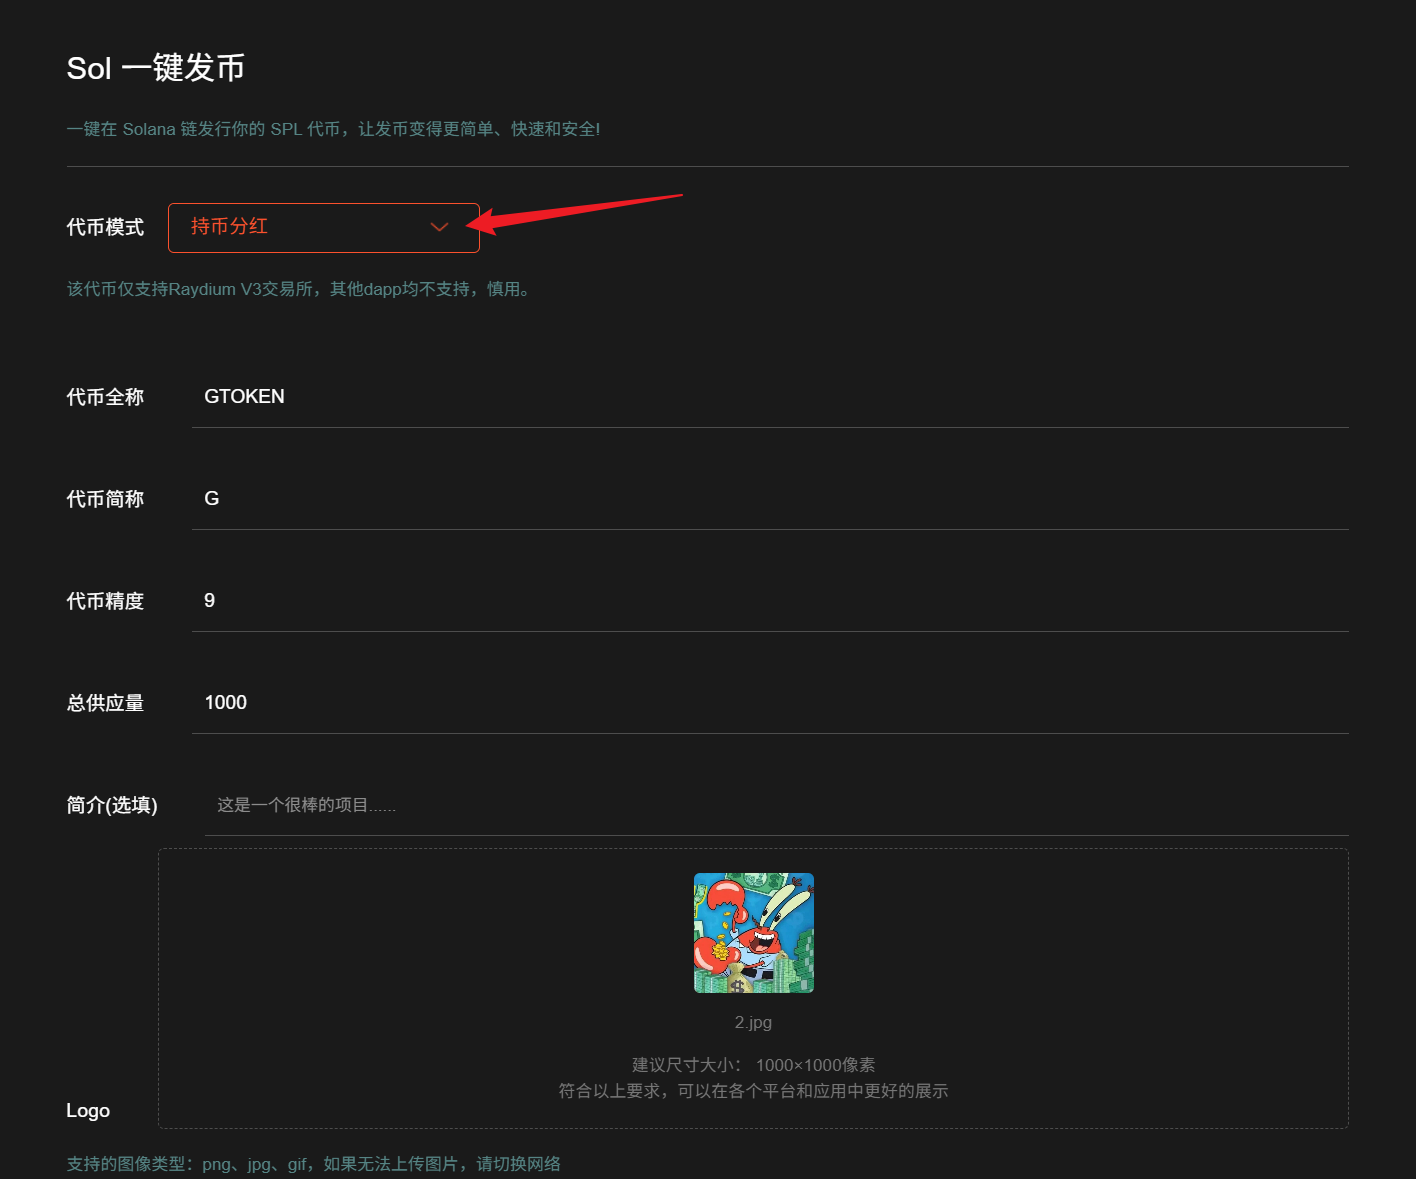 Sol 一键发币
一键在 Solana 链发行你的 SPL 代币，让发币变得更简单、快速和安全!
代币模式 持币分红
该代币仅支持Raydium V3交易所，其他dapp均不支持，慎用。
代币全称 GTOKEN
代币简称 G
代币精度 9
总供应量 1000
简介(选填) 这是一个很棒的项目......
$
2.jpg
建议尺寸大小： 1000×1000像素
符合以上要求，可以在各个平台和应用中更好的展示
Logo
支持的图像类型：png、jpg、gif，如果无法上传图片，请切换网络